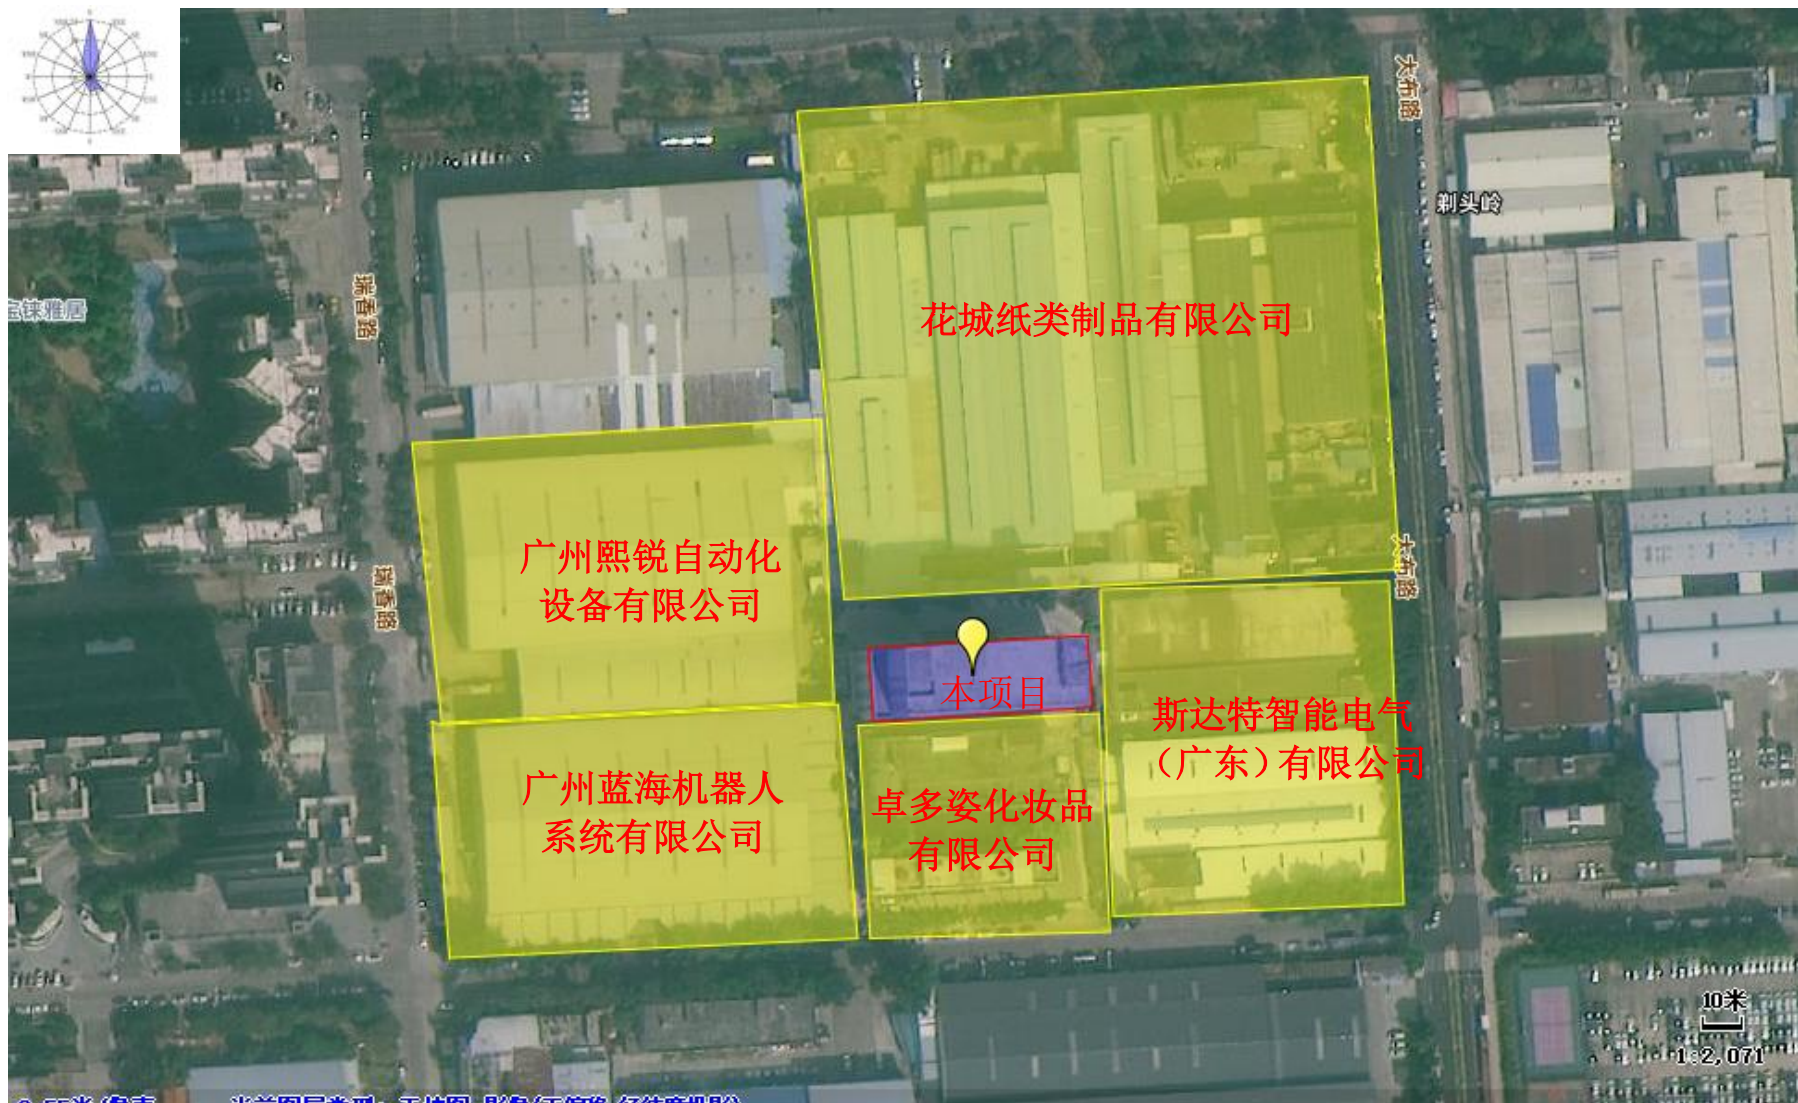 大布路
剃头岭
瑞香路
宝铼雅居
花城纸类制品有限公司
广州熙锐自动化
设备有限公司
大布路
瑞香路
本项目
斯达特智能电气
（广东）有限公司
广州蓝海机器人
系统有限公司
卓多姿化妆品
有限公司
10米
1:2,071